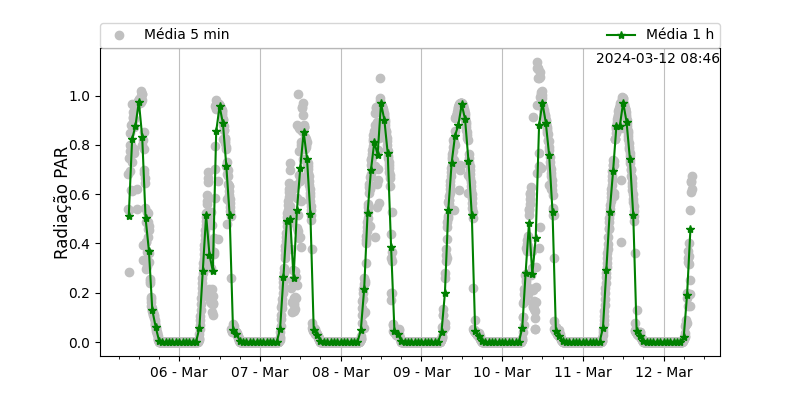 Média 5 min
Média 1 h
2024-03-12 08:46
Radiação PAR
1.0
0.8
0.6
0.4
0.2
0.0
06 - Mar
07 - Mar
08 - Mar
09 - Mar
10 - Mar
11 - Mar
12 - Mar